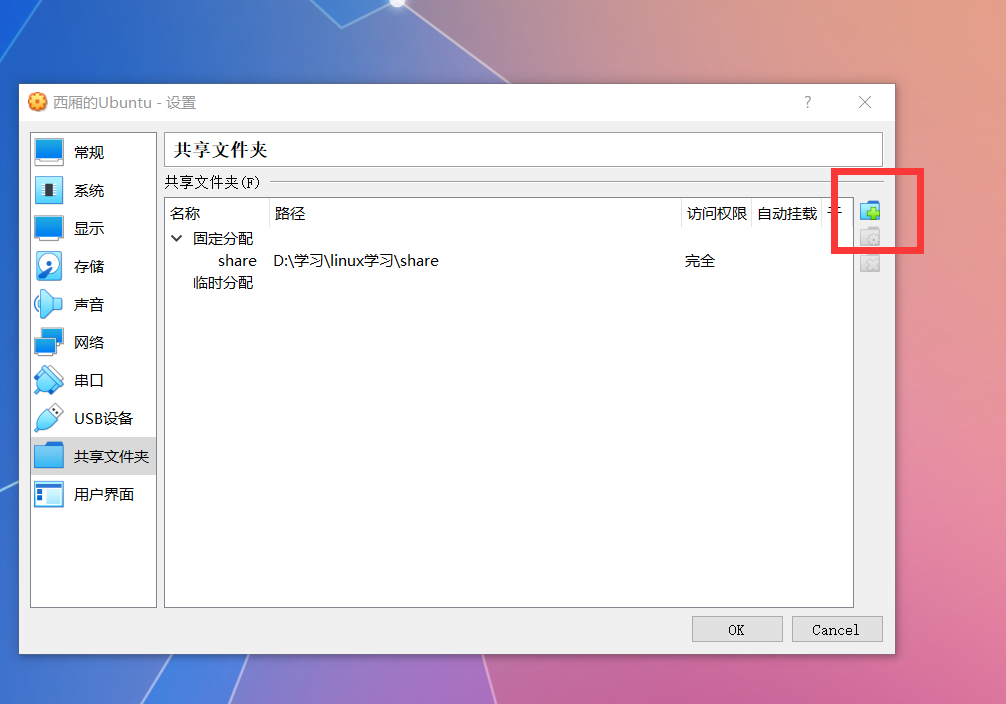 西厢的Ubuntu - 设置 ?
常规
系统
显示
存储
声音
网络
串口
USB设备
共享文件夹
用户界面
共享文件夹
共享文件夹(F)
名称 路径 访问权限 自动挂载
固定分配
share D:\学习\linux学习\share 完全
临时分配
OK Cancel